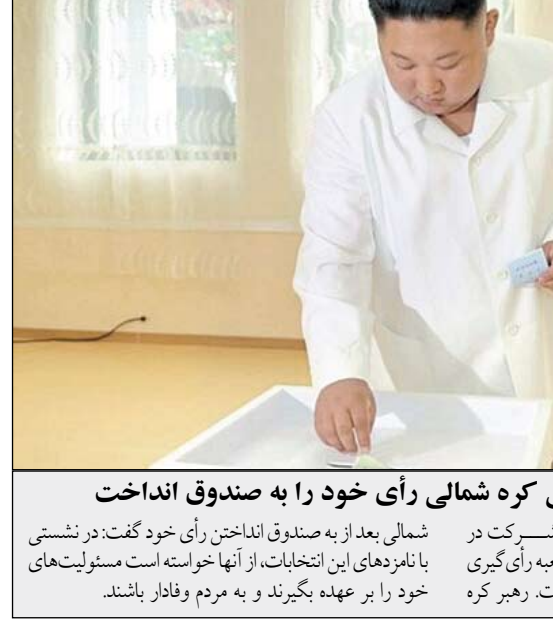 کره شمالی رأی خود را به صندوق انداخت
شـــرکت در
رأی‌گیری
رهبر کره
شمالی بعد از به صندوق انداختن رأی خود گفت: در نشستی
با نامزدهای این انتخابات، از آنها خواسته است مسئولیت‌های
خود را بر عهده بگیرند و به مردم وفادار باشند.